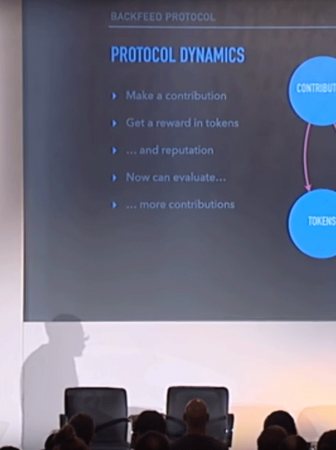 BACKFEED PROTOCOL
PROTOCOL DYNAMICS
Make a contribution
Get a reward in tokens
... and reputation
Now can evaluate...
... more contributions
CONTRIBUT
TOKENS